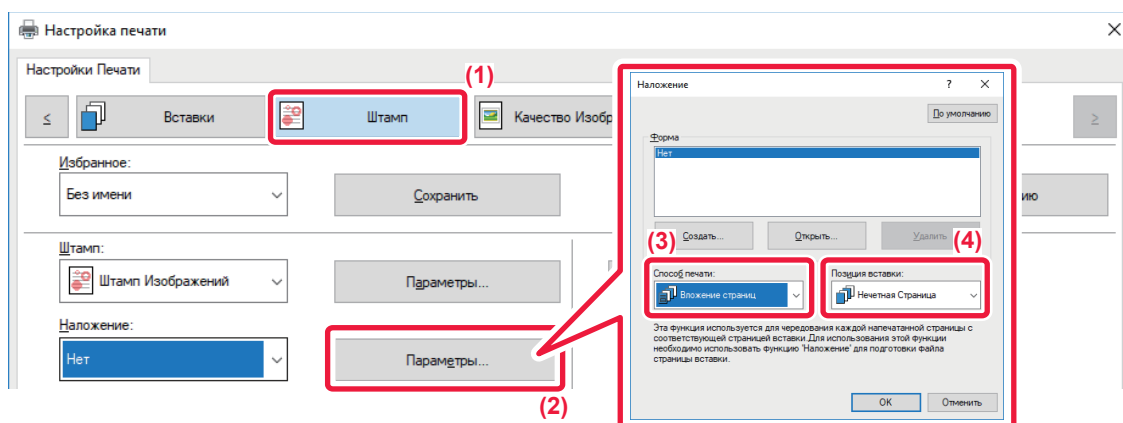 Настройка печати
Настройки Печати
(1)
Вставки
Штамп
Качество Изобр
Избранное:
Без имени
Сохранить
ию
Штамп:
Штамп Изображений
Параметры...
Наложение:
Нет
Параметры...
(2)
Наложение
?
По умолчанию
Форма
Нет
Создать...
Открыть...
Удалить
(3)
(4)
Способ печати:
Позиция вставки:
Вложение страниц
Нечетная Страница
Эта функция используется для чередования каждой напечатанной страницы с
соответствующей страницей вставки.Для использования этой функции
необходимо использовать функцию 'Наложение' для подготовки файла
страницы вставки.
OK
Отменить